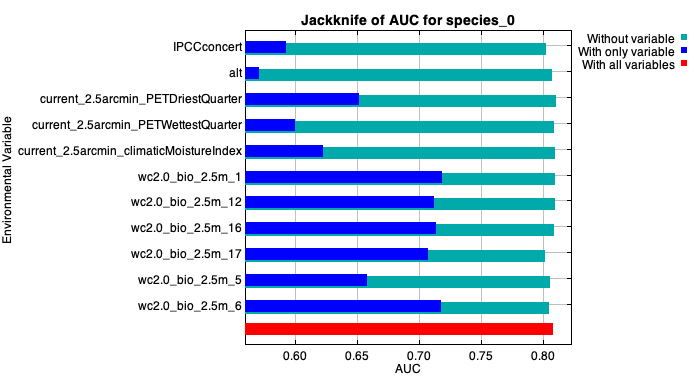 Jackknife of AUC for species_0
Without variable
With only variable
With all variables
Environmental Variable
IPCCconcert
alt
current_2.5arcmin_PETDriestQuarter
current_2.5arcmin_PETWettestQuarter
current_2.5arcmin_climaticMoistureIndex
wc2.0_bio_2.5m_1
wc2.0_bio_2.5m_12
wc2.0_bio_2.5m_16
wc2.0_bio_2.5m_17
wc2.0_bio_2.5m_5
wc2.0_bio_2.5m_6
0.60 0.65 0.70 0.75 0.80
AUC